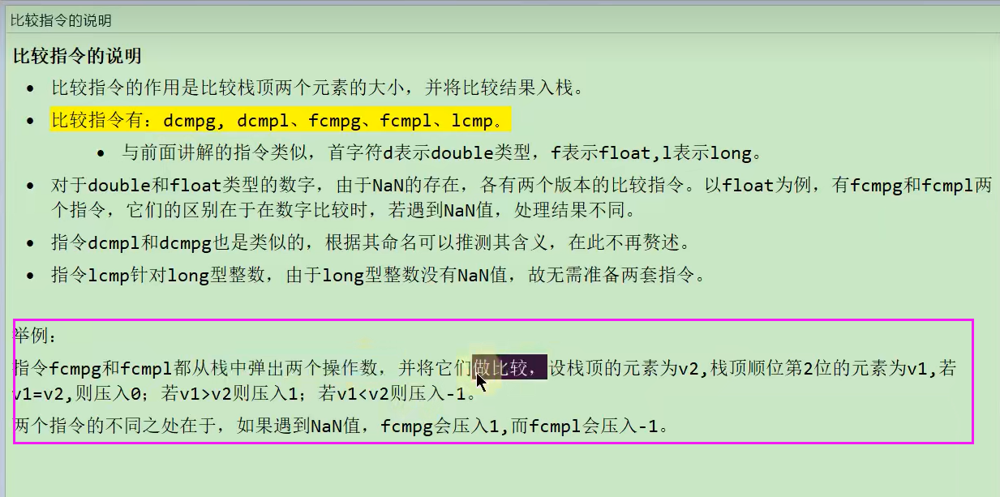 比较指令的说明
比较指令的说明
• 比较指令的作用是比较栈顶两个元素的大小，并将比较结果入栈。
• 比较指令有：dcmpg, dcmpl、fcmpg、fcmpl、lcmp。
• 与前面讲解的指令类似，首字符d表示double类型，f表示float,l表示long。
• 对于double和float类型的数字，由于NaN的存在，各有两个版本的比较指令。以float为例，有fcmpg和fcmpl两
个指令，它们的区别在于在数字比较时，若遇到NaN值，处理结果不同。
• 指令dcmpl和dcmpg也是类似的，根据其命名可以推测其含义，在此不再赘述。
• 指令lcmp针对long型整数，由于long型整数没有NaN值，故无需准备两套指令。
举例：
指令fcmpg和fcmpl都从栈中弹出两个操作数，并将它们做比较，设栈顶的元素为v2,栈顶顺位第2位的元素为v1,若
v1=v2,则压入0；若v1>v2则压入1；若v1<v2则压入-1。
两个指令的不同之处在于，如果遇到NaN值，fcmpg会压入1,而fcmpl会压入-1。